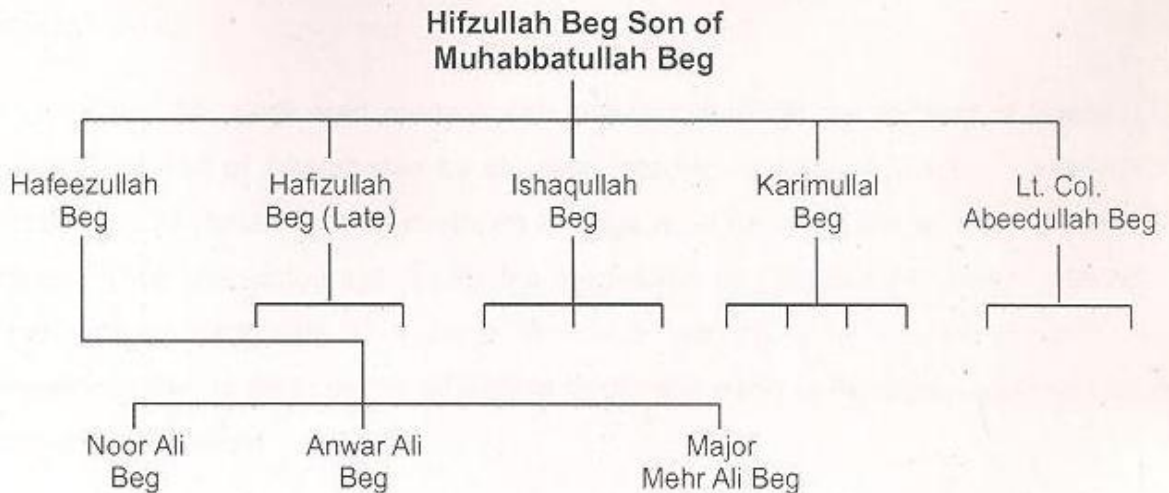 Hifzullah Beg Son of
Muhabbatullah Beg
Hafeezullah
Beg
Hafizullah
Beg (Late)
Ishaqullah
Beg
Karimullal
Beg
Lt. Col.
Abeedullah Beg
Noor Ali
Beg
Anwar Ali
Beg
Major
Mehr Ali Beg